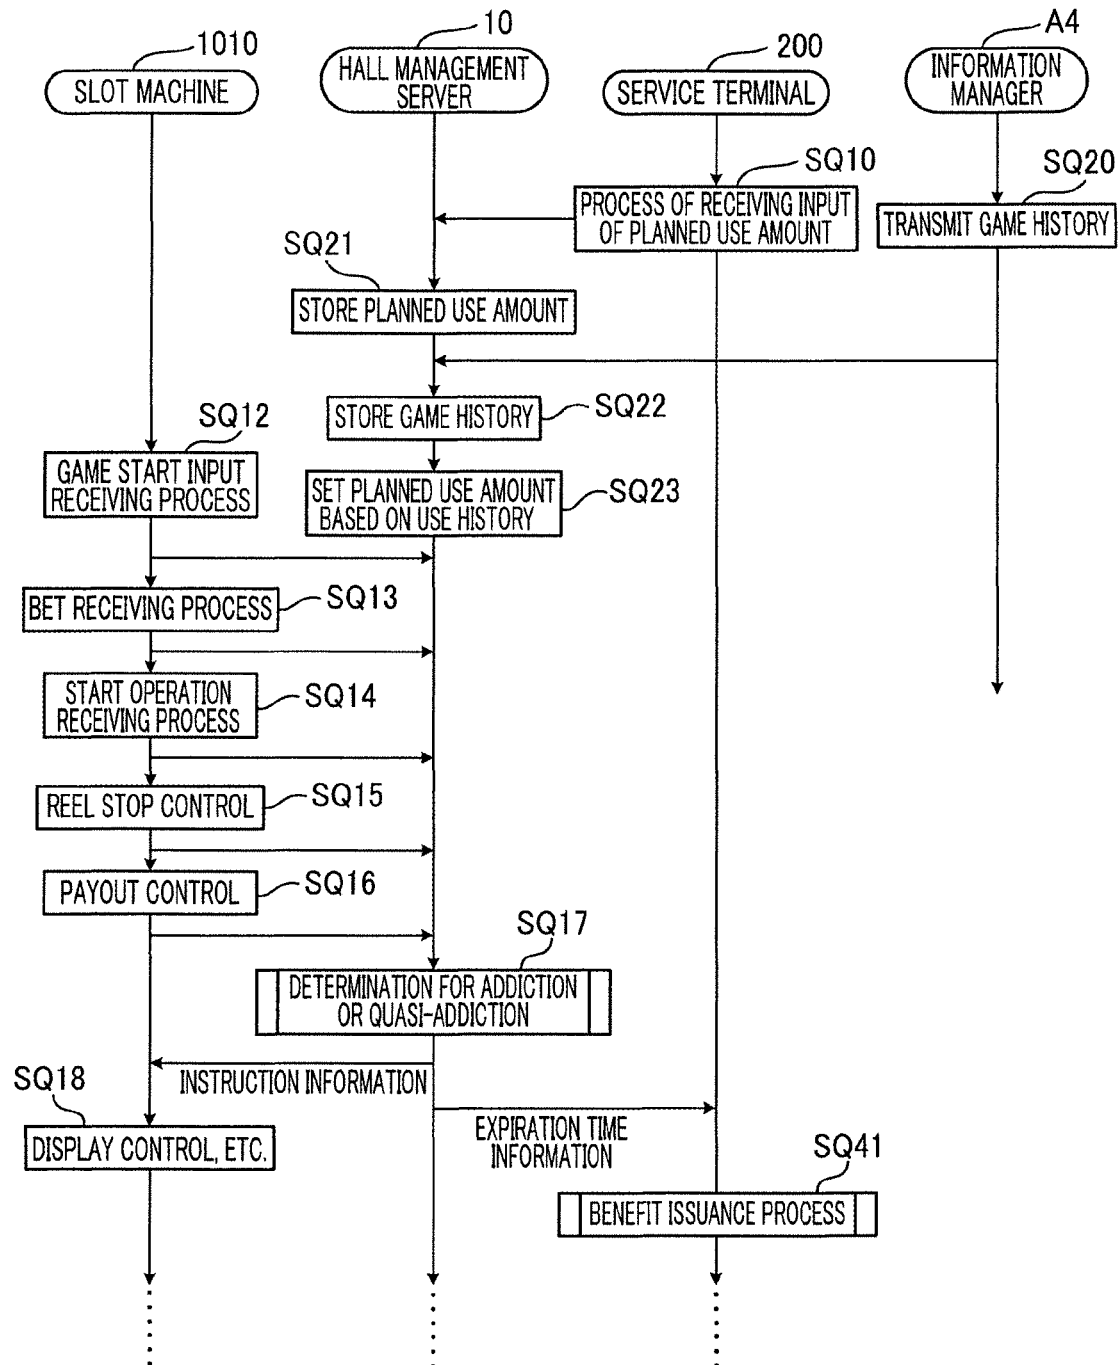 1010
SLOT MACHINE
10
HALL MANAGEMENT
SERVER
200
SERVICE TERMINAL
A4
INFORMATION
MANAGER
SQ10
PROCESS OF RECEIVING INPUT
OF PLANNED USE AMOUNT
SQ20
TRANSMIT GAME HISTORY
SQ21
STORE PLANNED USE AMOUNT
STORE GAME HISTORY
SQ22
SQ12
GAME START INPUT
RECEIVING PROCESS
SET PLANNED USE AMOUNT
BASED ON USE HISTORY
SQ23
BET RECEIVING PROCESS
SQ13
START OPERATION
RECEIVING PROCESS
SQ14
REEL STOP CONTROL
SQ15
PAYOUT CONTROL
SQ16
SQ17
DETERMINATION FOR ADDICTION
OR QUASI-ADDICTION
INSTRUCTION INFORMATION
SQ18
DISPLAY CONTROL, ETC.
EXPIRATION TIME
INFORMATION
SQ41
BENEFIT ISSUANCE PROCESS